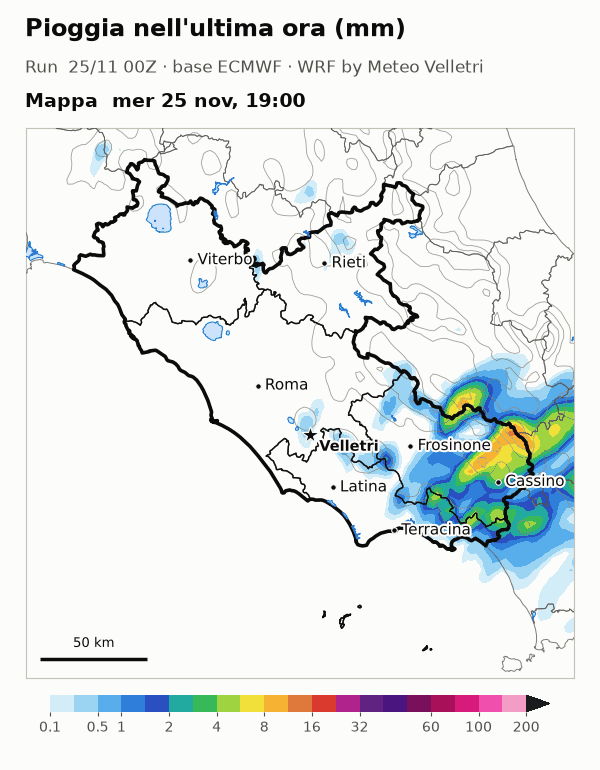 Pioggia nell'ultima ora (mm)
Run  25/11 00Z · base ECMWF · WRF by Meteo Velletri
Mappa  mer 25 nov, 19:00
Viterbo
Rieti
Roma
Velletri
Frosinone
Cassino
Latina
Terracina
50 km
0.1 0.5 1 2 4 8 16 32 60 100 200